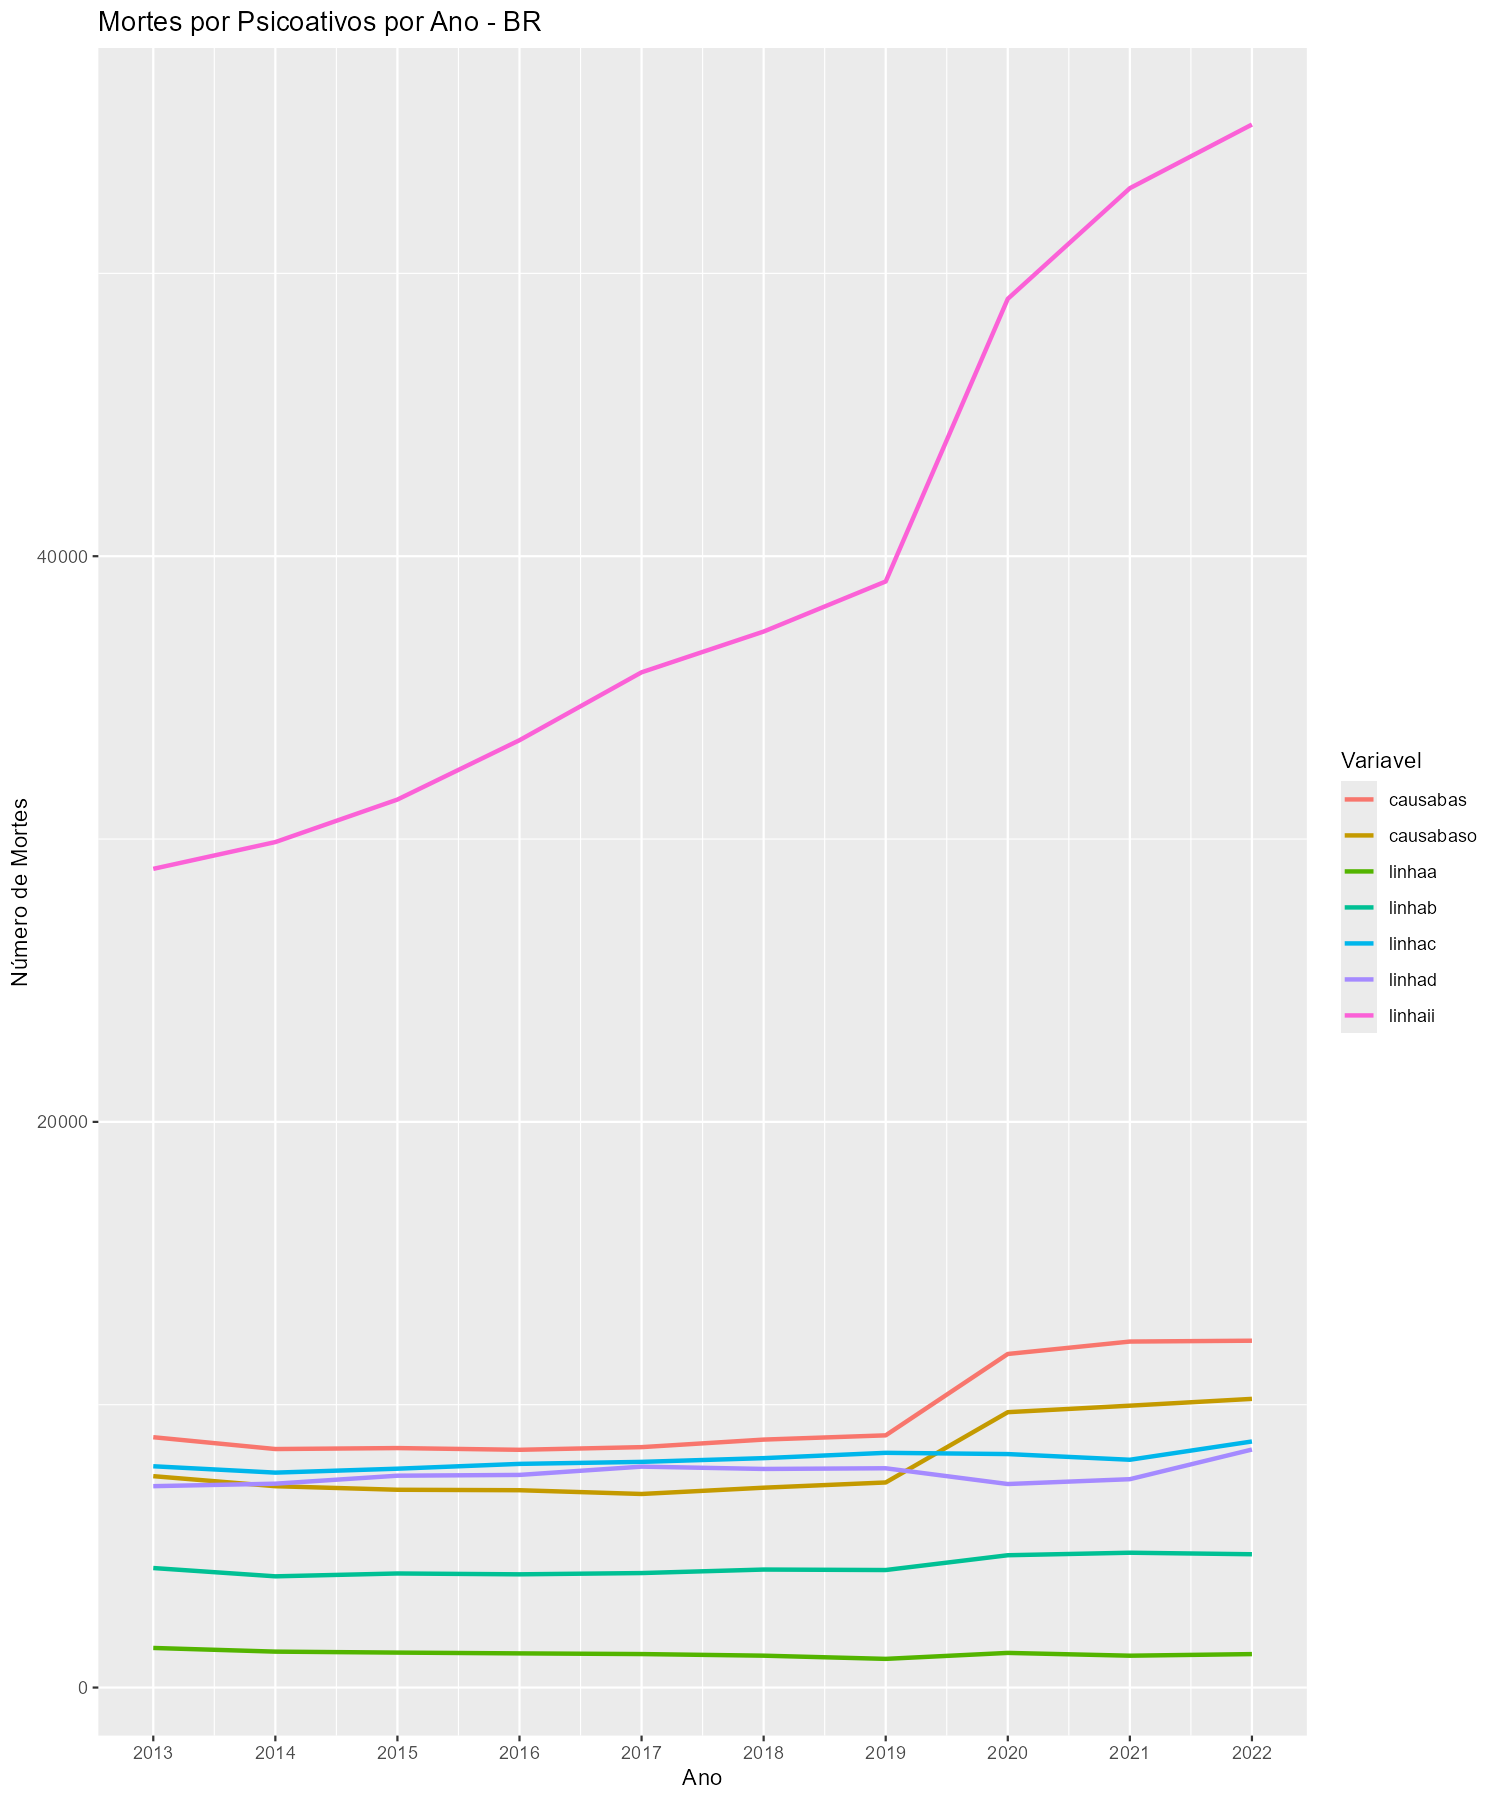 Mortes por Psicoativos por Ano - BR
Número de Mortes
40000
20000
0
2013 2014 2015 2016 2017 2018 2019 2020 2021 2022
Ano
Variavel
causabas
causabaso
linhaa
linhab
linhac
linhad
linhaii